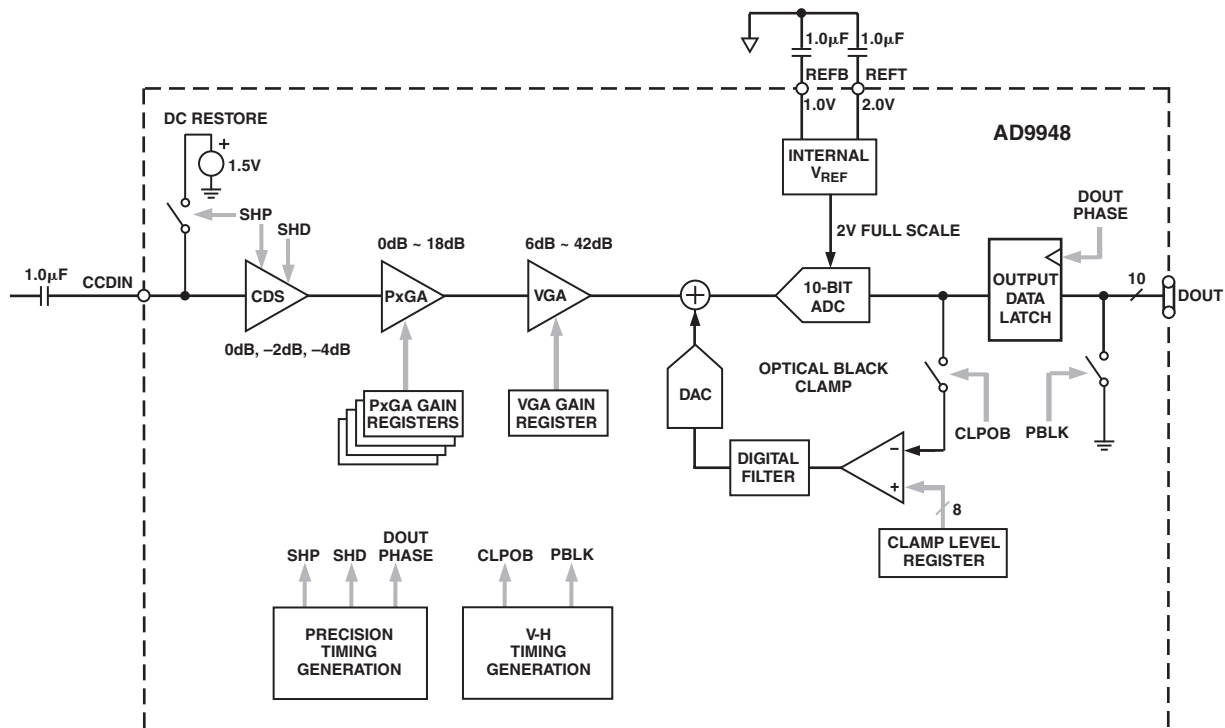 1.0µF
1.0µF
REFB
REFT
1.0V
2.0V
DC RESTORE
AD9948
+
1.5V
INTERNAL
VREF
DOUT
PHASE
SHP
SHD
0dB ~ 18dB
6dB ~ 42dB
2V FULL SCALE
1.0µF
CCDIN
CDS
PxGA
VGA
+
10-BIT
ADC
OUTPUT
DATA
LATCH
10
DOUT
0dB, –2dB, –4dB
OPTICAL BLACK
CLAMP
DAC
PxGA GAIN
REGISTERS
VGA GAIN
REGISTER
CLPOB
PBLK
DIGITAL
FILTER
–
+
8
CLAMP LEVEL
REGISTER
SHP
SHD
DOUT
PHASE
CLPOB
PBLK
PRECISION
TIMING
GENERATION
V-H
TIMING
GENERATION